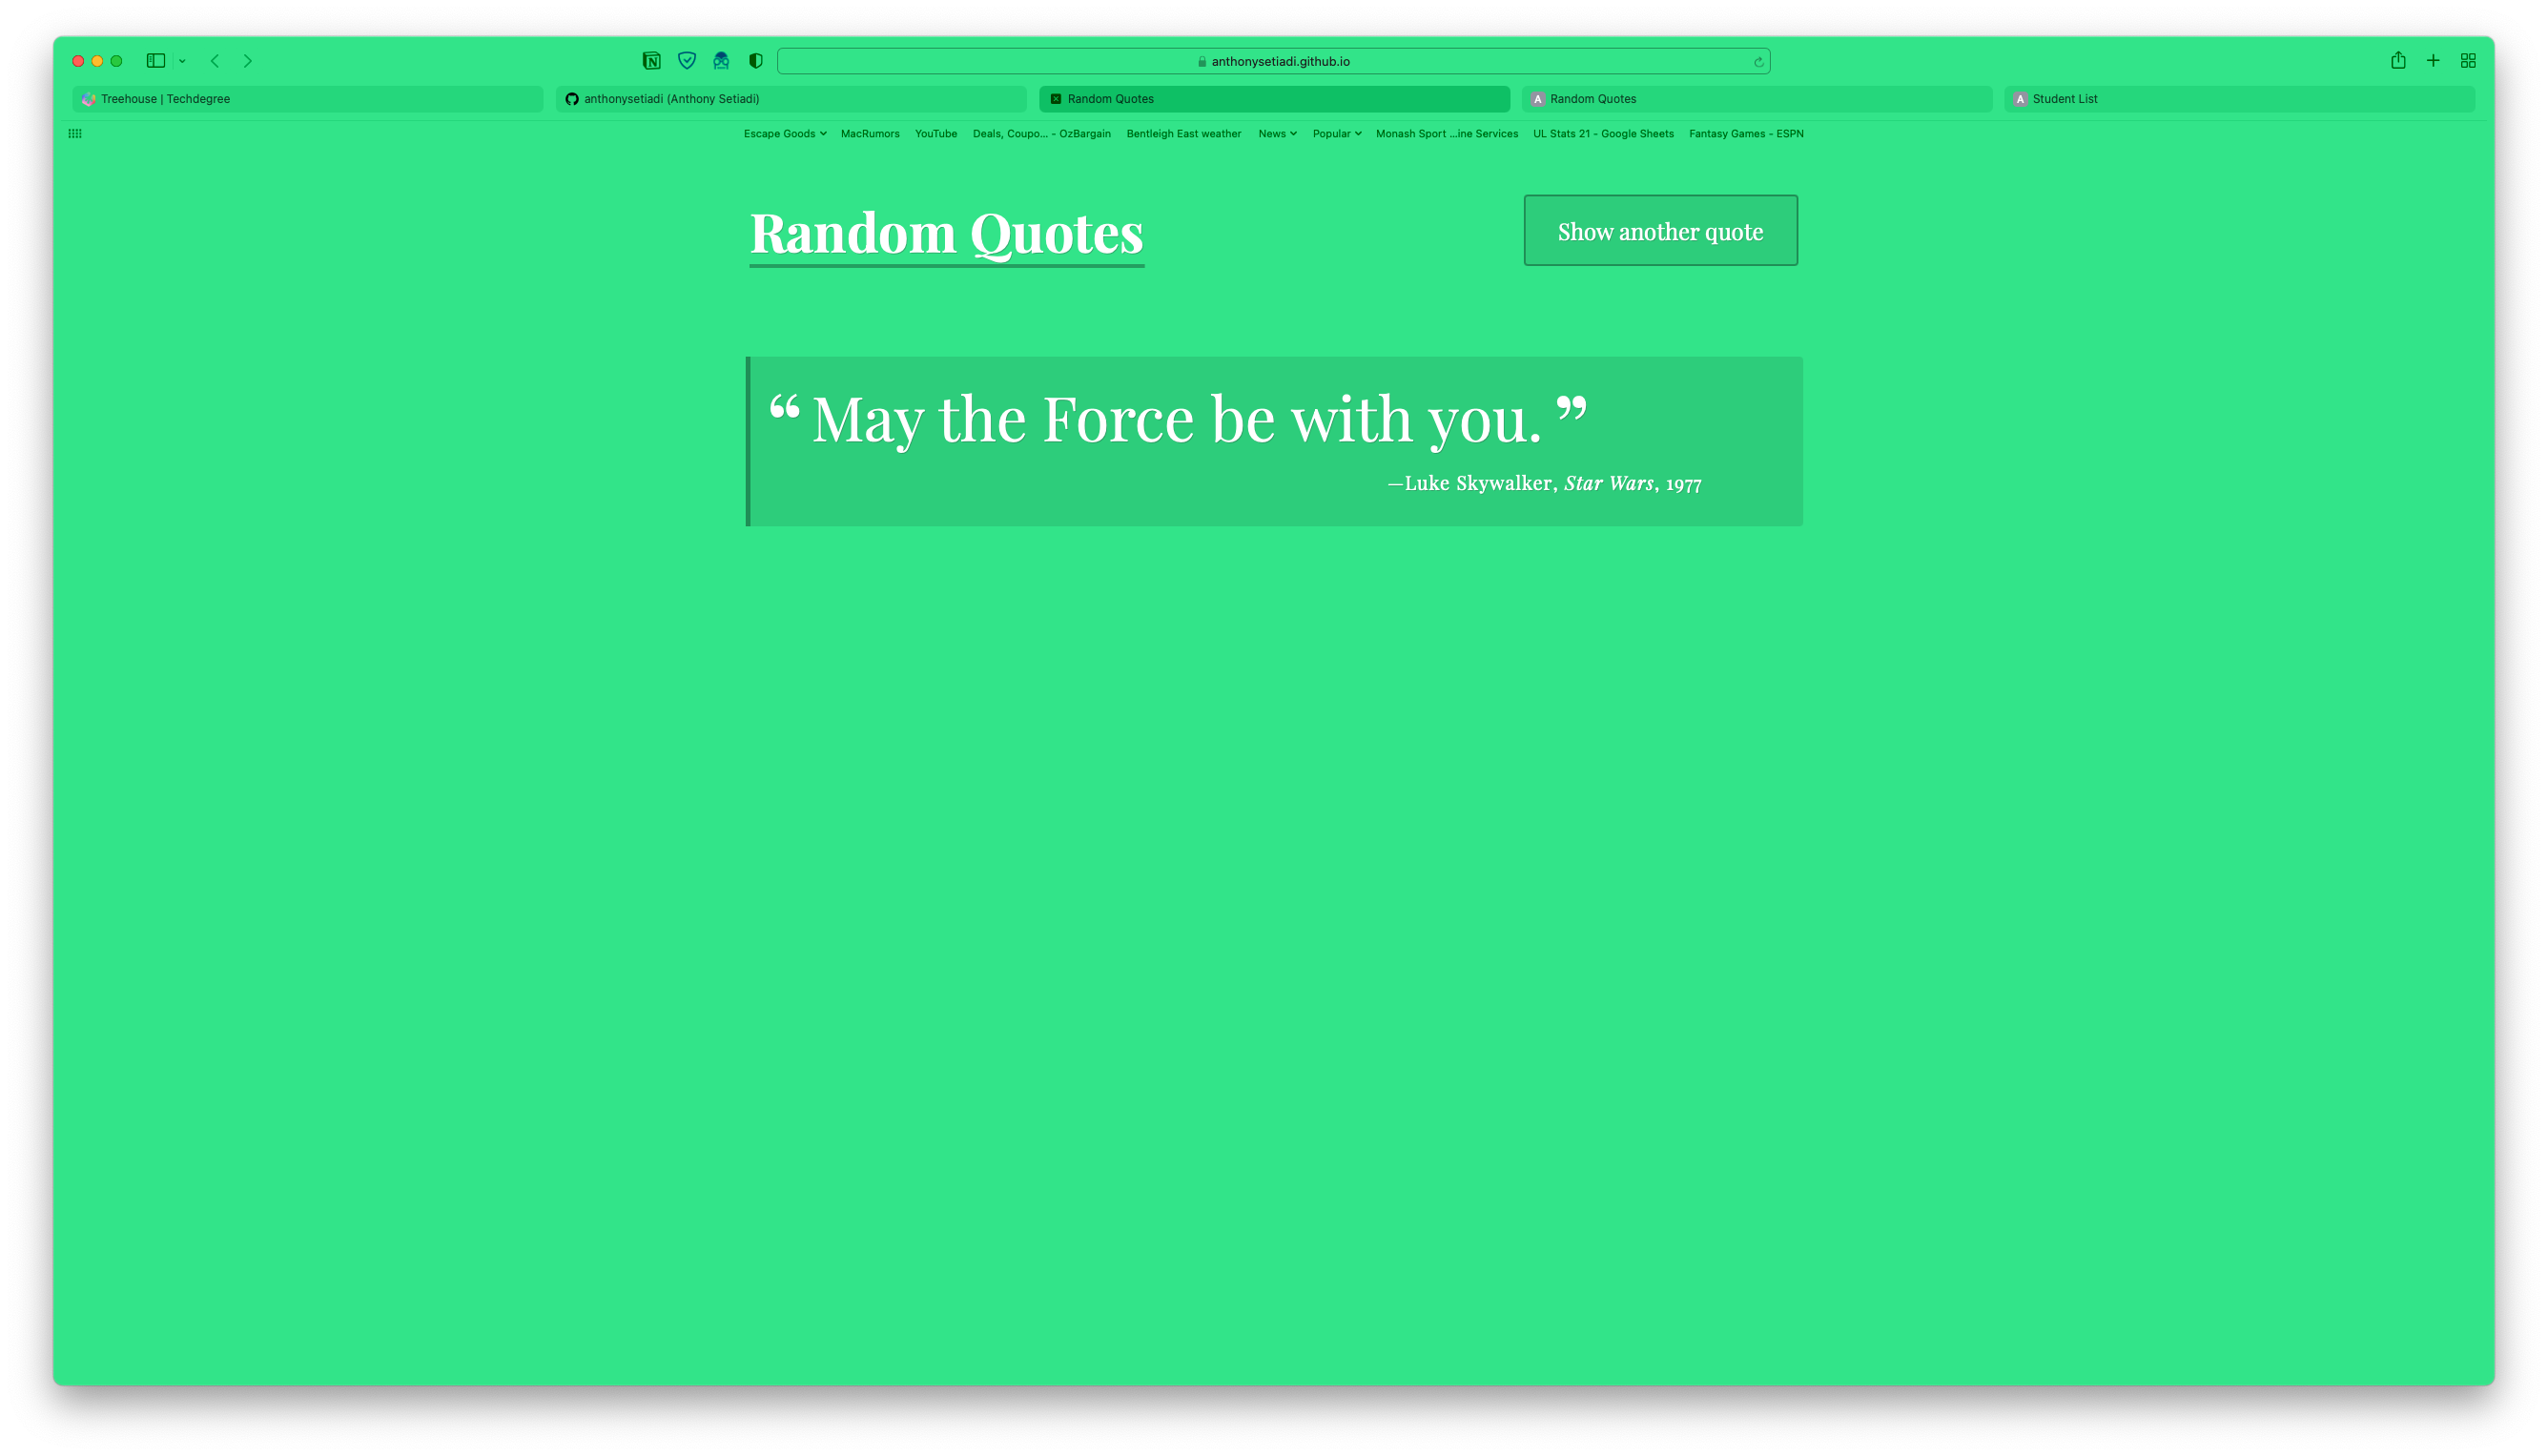 anthonysetiadi.github.io
Treehouse | Techdegree
anthonysetiadi (Anthony Setiadi)
Random Quotes
A Random Quotes
A Student List
Escape Goods
MacRumors
YouTube
Deals, Coupo... - OzBargain
Bentleigh East weather
News
Popular
Monash Sport ...ine Services
UL Stats 21 - Google Sheets
Fantasy Games - ESPN
Random Quotes
Show another quote
“ May the Force be with you. ”
—Luke Skywalker, Star Wars, 1977